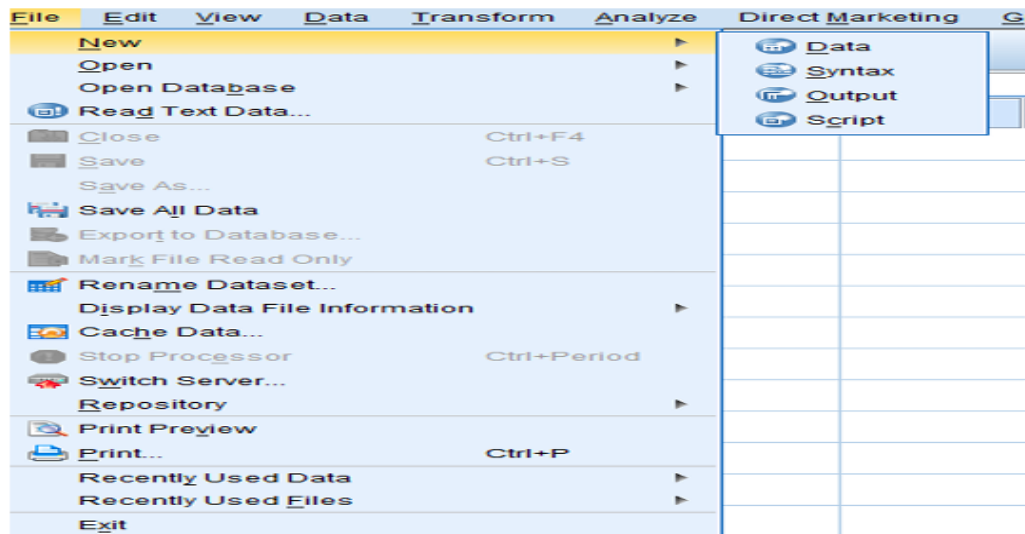 File Edit View Data Transform Analyze Direct Marketing G
New
Open
Open Database
Read Text Data...
Close Ctrl+F4
Save Ctrl+S
Save As...
Save All Data
Export to Database...
Mark File Read Only
Rename Dataset...
Display Data File Information
Cache Data...
Stop Processor Ctrl+Period
Switch Server...
Repository
Print Preview
Print... Ctrl+P
Recently Used Data
Recently Used Files
Exit
Data
Syntax
Output
Script